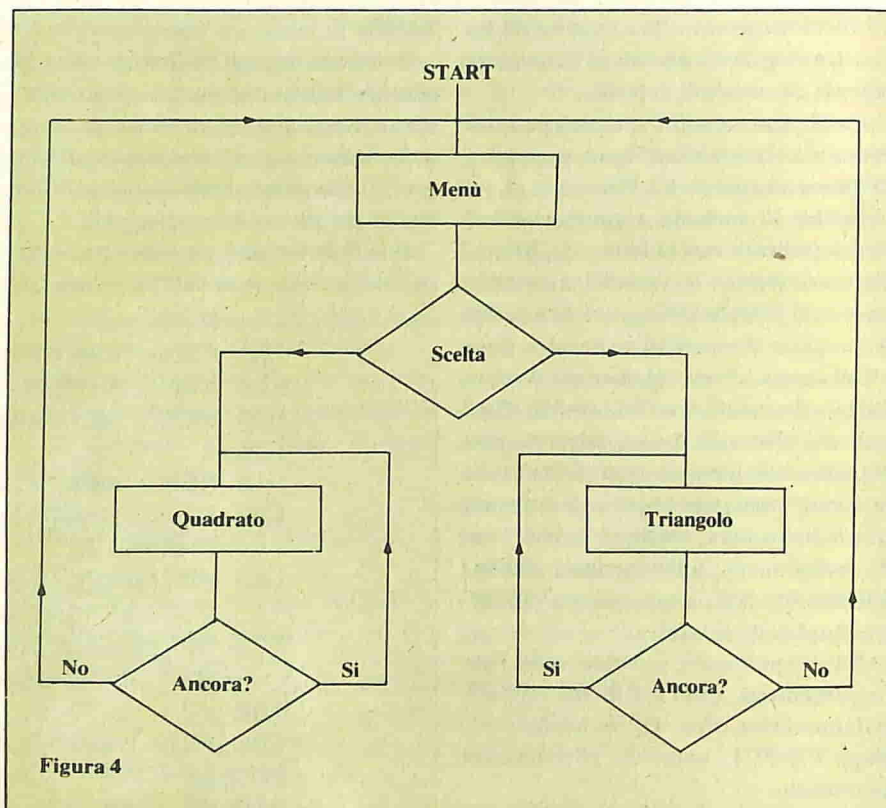 START
Menù
Scelta
Quadrato
Triangolo
No
Ancora?
Si
Si
Ancora?
No
Figura 4